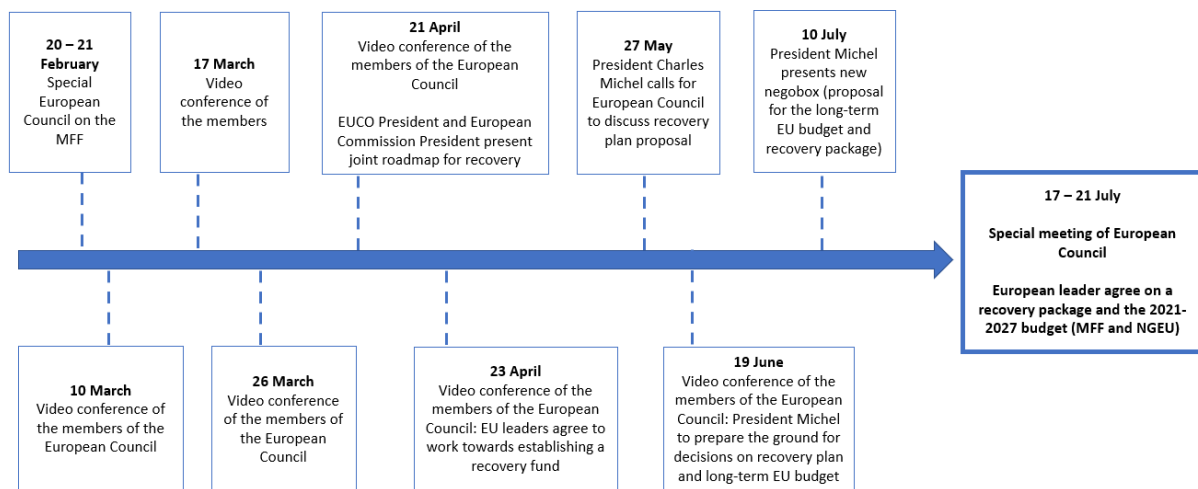 20 – 21
February
Special
European
Council on the
MFF
17 March
Video
conference of
the members
21 April
Video conference of the
members of the European
Council
EUCO President and European
Commission President present
joint roadmap for recovery
27 May
President Charles
Michel calls for
European Council
to discuss recovery
plan proposal
10 July
President Michel
presents new
negobox (proposal
for the long-term
EU budget and
recovery package)
17 – 21 July
Special meeting of European
Council
European leader agree on a
recovery package and the 2021-
2027 budget (MFF and NGEU)
10 March
Video conference of
the members of the
European Council
26 March
Video conference
of the members of
the European
Council
23 April
Video conference of the
members of the European
Council: EU leaders agree to
work towards establishing a
recovery fund
19 June
Video conference of the
members of the European
Council: President Michel
to prepare the ground for
decisions on recovery plan
and long-term EU budget